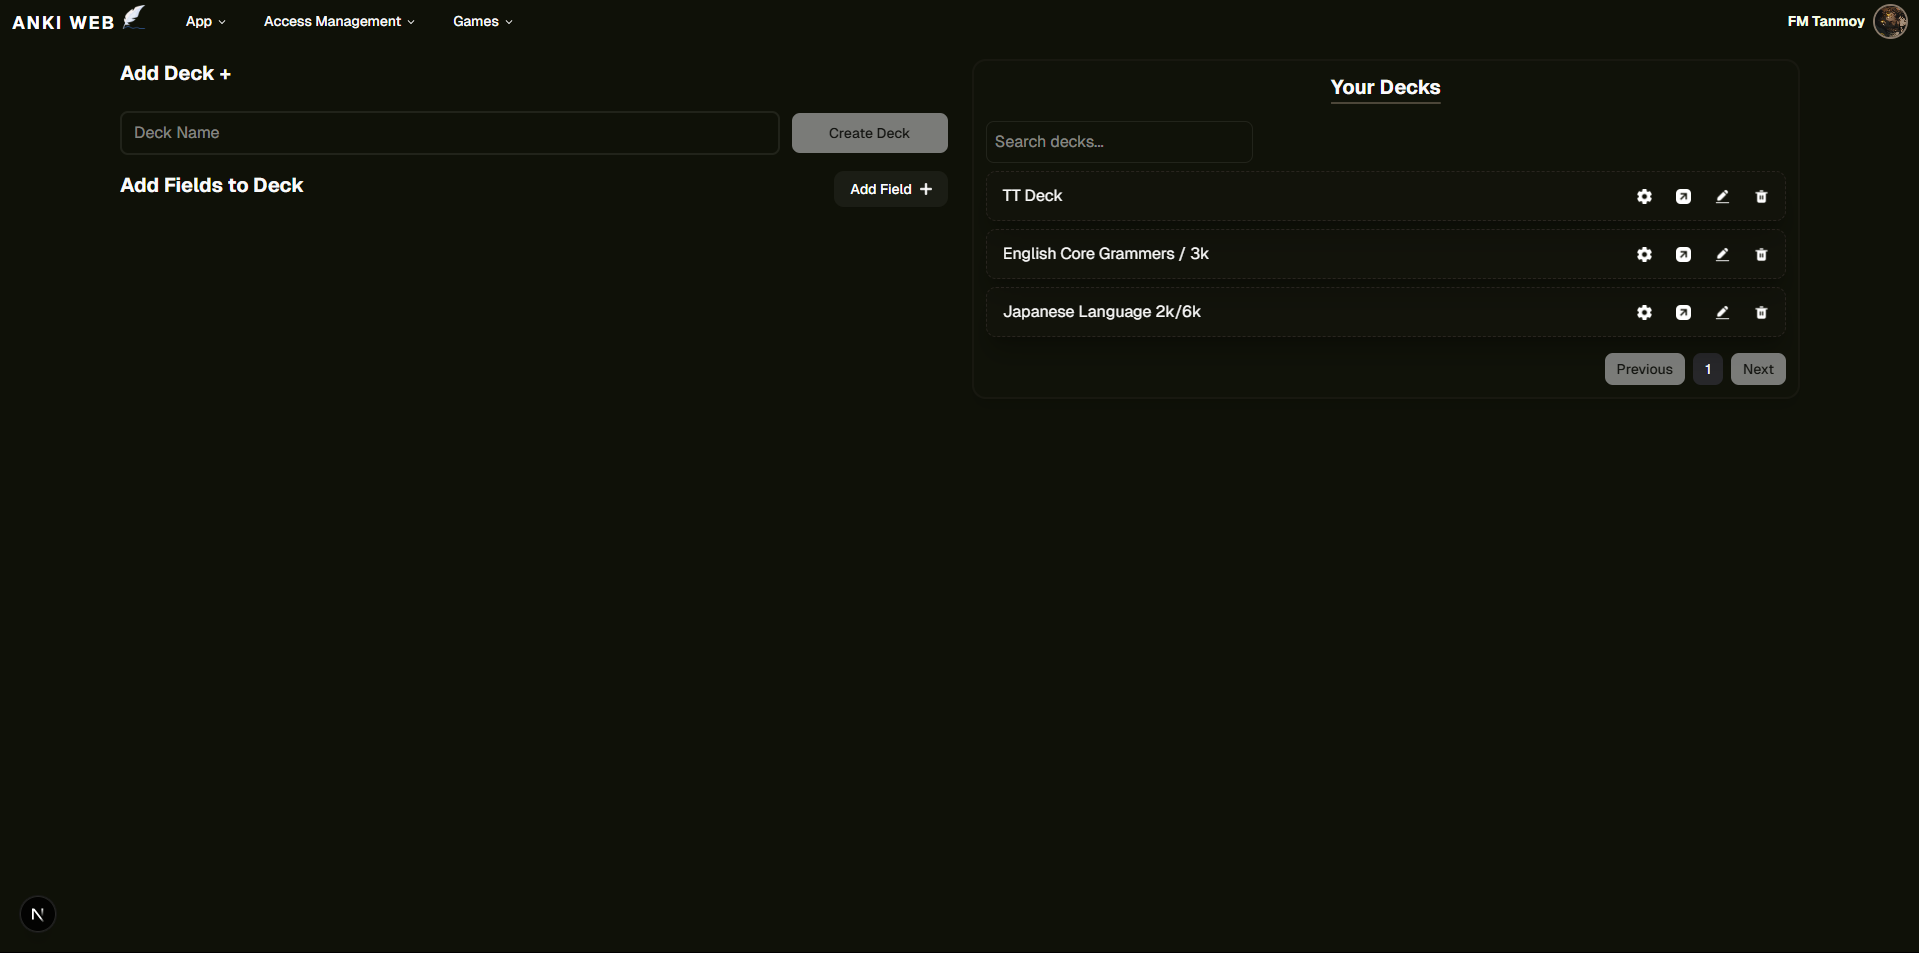 ANKI WEB
App
Access Management
Games
FM Tanmoy
Add Deck +
Deck Name
Create Deck
Add Fields to Deck
Add Field +
Your Decks
Search decks...
TT Deck
English Core Grammers / 3k
Japanese Language 2k/6k
Previous
1
Next
N